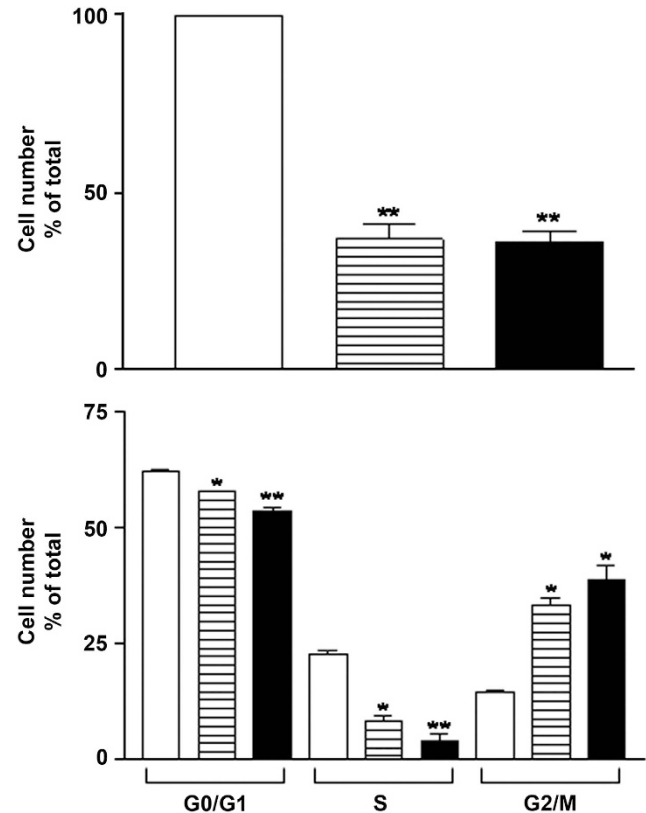 100
50
0
Cell number
% of total
**
**
75
50
25
0
Cell number
% of total
*
**
*
**
*
*
G0/G1
S
G2/M